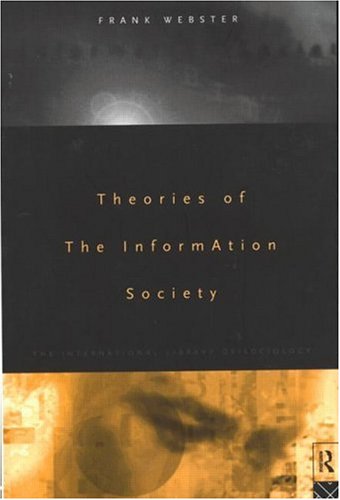 FRANK WEBSTER
Theories of
The InformAtion
Society
THE INTERNATIONAL LIBRARY OF SOCIOLOGY
R